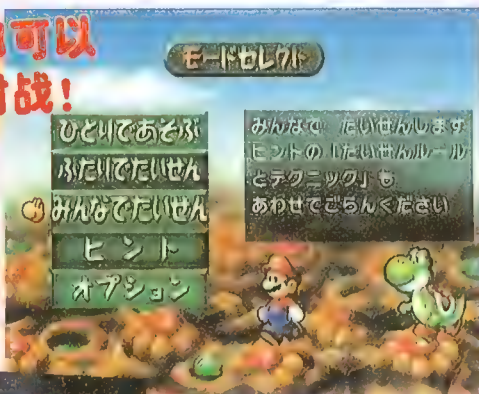 可以
对战!
モードセレクト
ひとりであそぶ
ふたりでたいせん
みんなでたいせん
ヒント
オプション
みんなで たいせんします
ヒントの「たいせんルール
とテクニック」も
あわせてごらんください